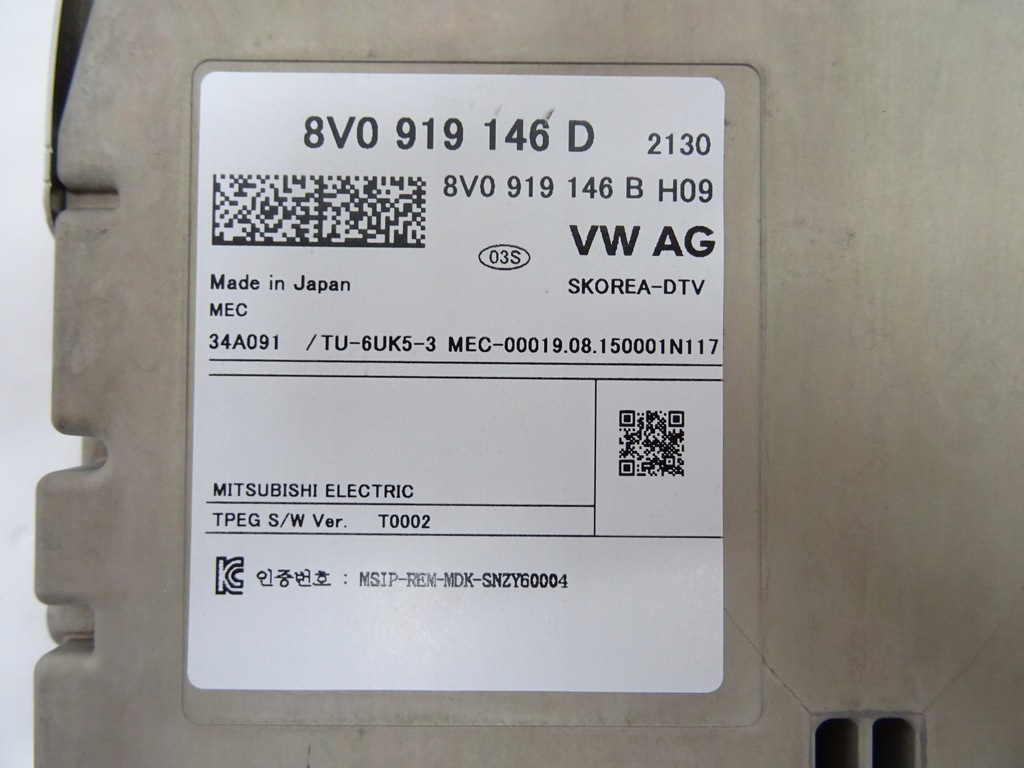 8V0 919 146 D 2130
8V0 919 146 B H09
03S VW AG
Made in Japan SKOREA-DTV
MEC
34A091 /TU-6UK5-3 MEC-00019.08.150001N117
MITSUBISHI ELECTRIC
TPEG S/W Ver. T0002
KC 인증번호 : MSIP-REM-MDK-SNZY60004